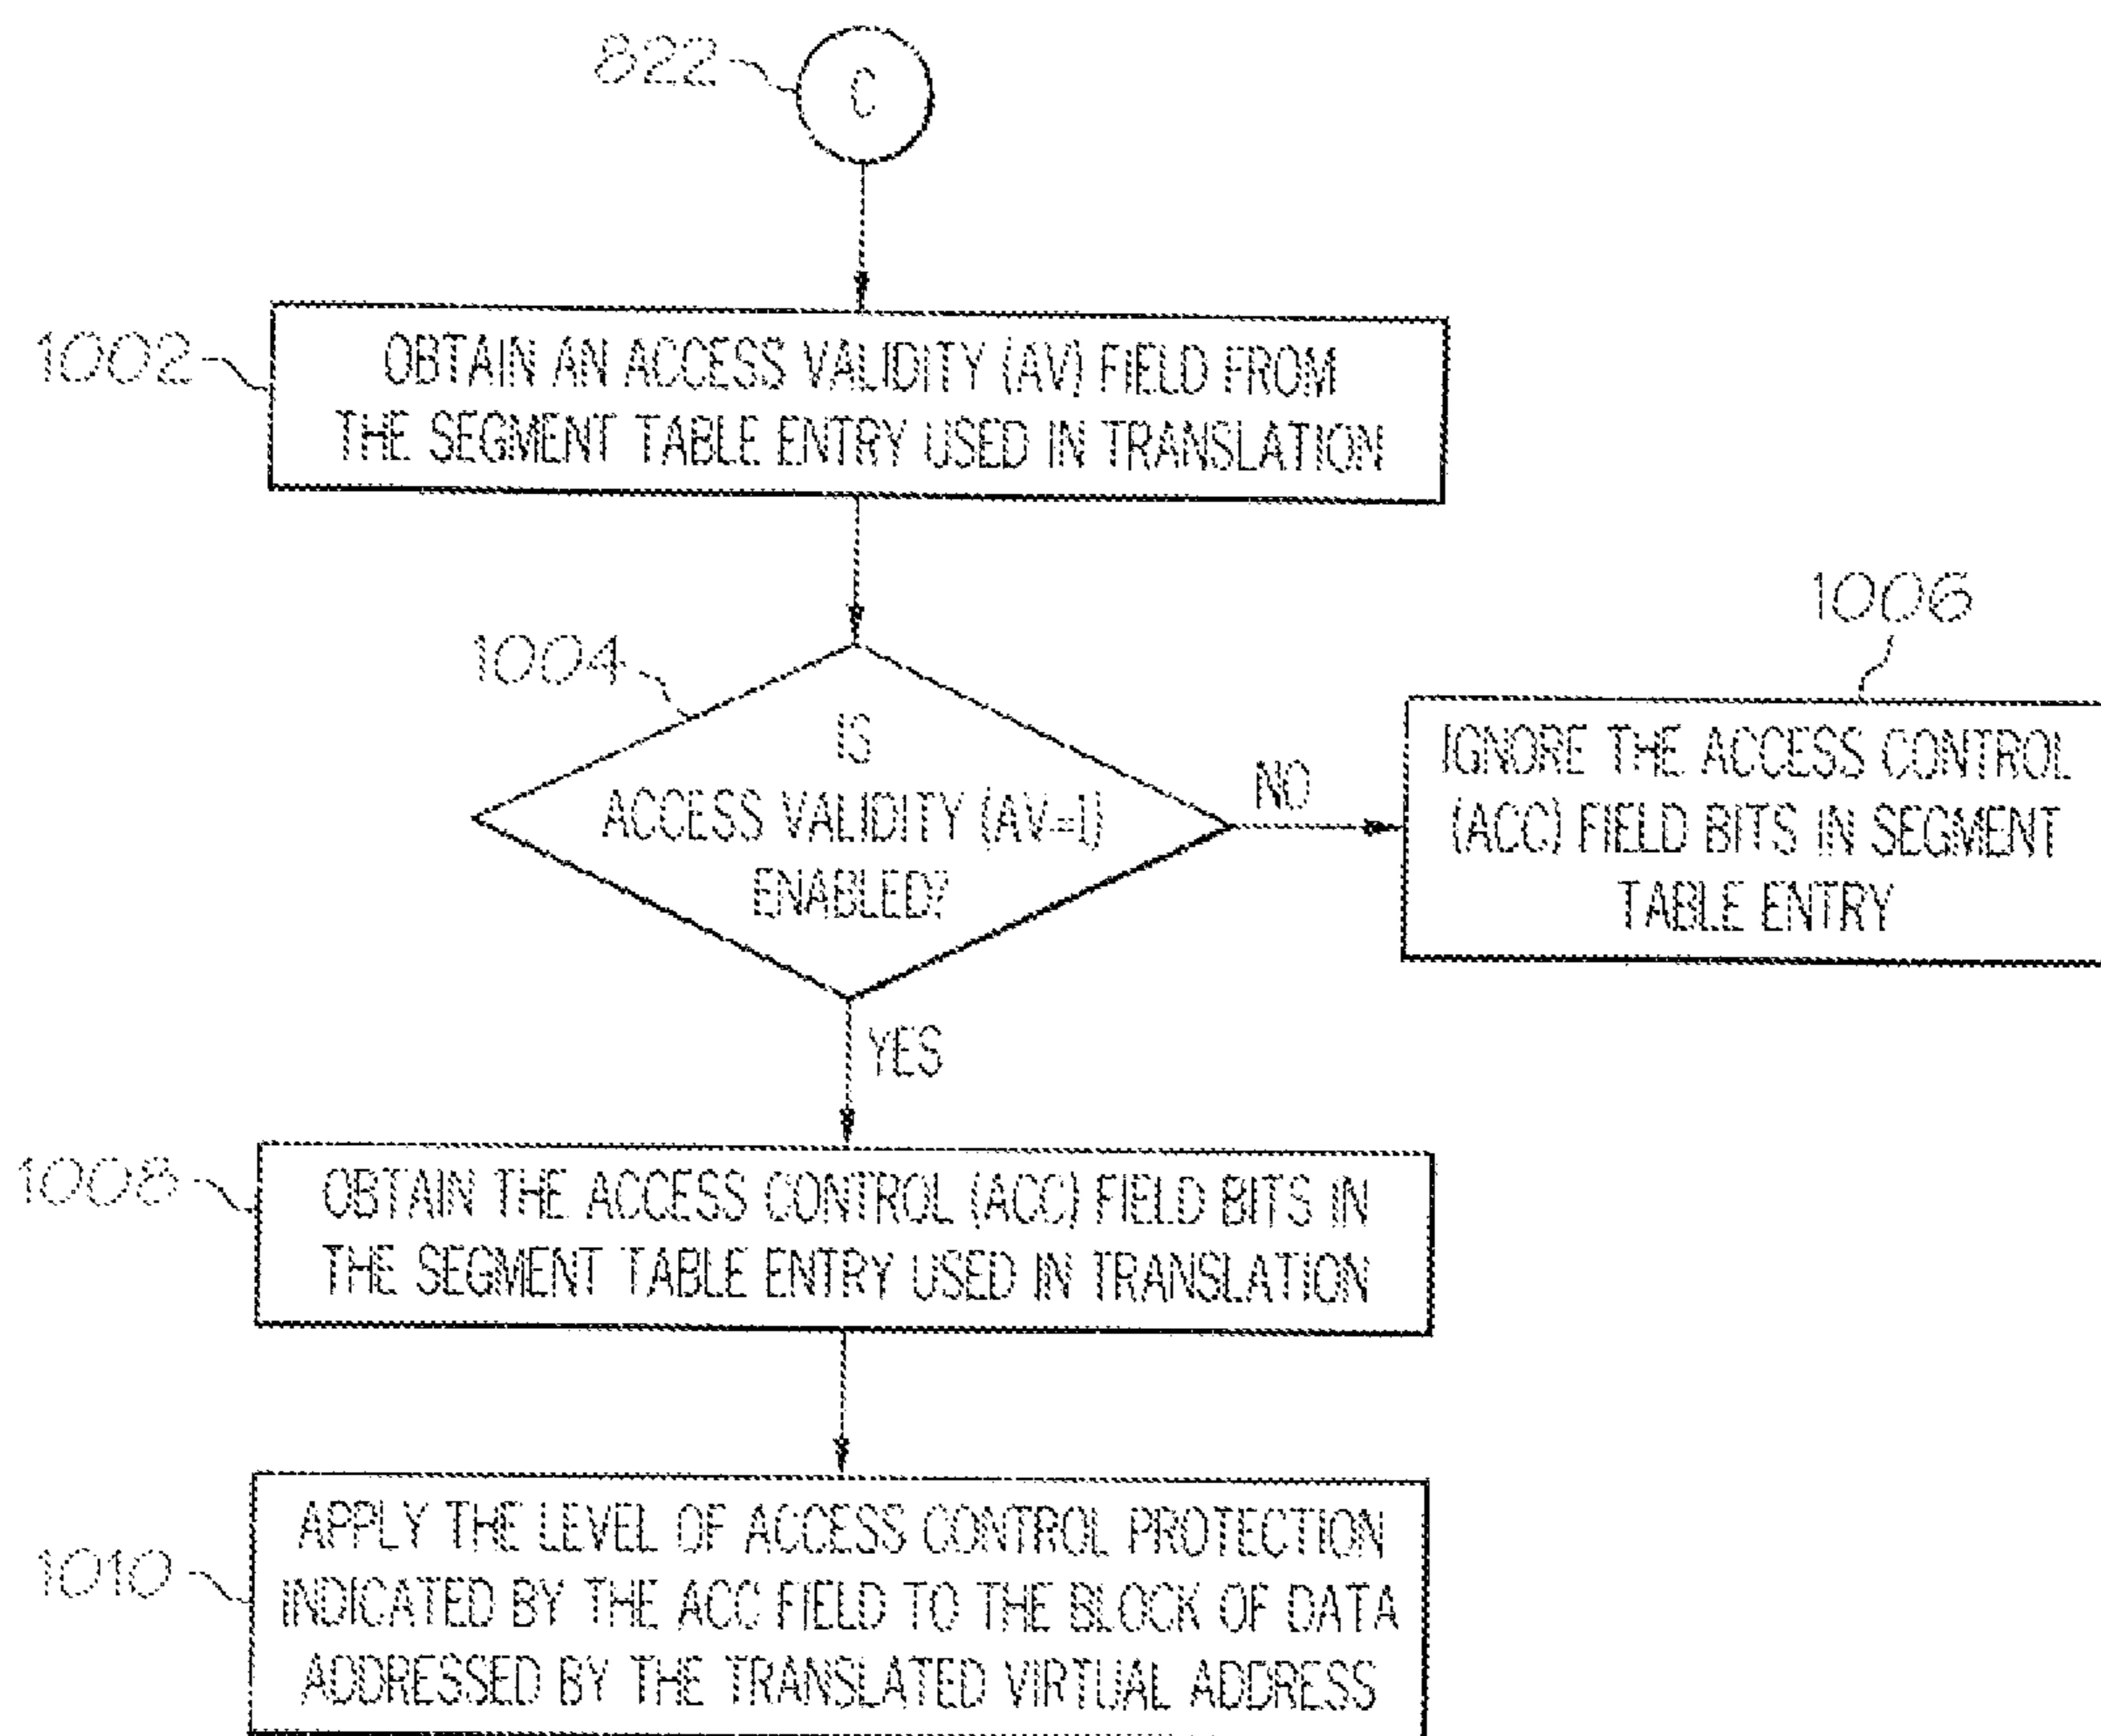 822
C
1002
OBTAIN AN ACCESS VALIDITY (AV) FIELD FROM
THE SEGMENT TABLE ENTRY USED IN TRANSLATION
1004
IS
ACCESS VALIDITY (AV=1)
ENABLED?
NO
1006
IGNORE THE ACCESS CONTROL
(ACC) FIELD BITS IN SEGMENT
TABLE ENTRY
YES
1008
OBTAIN THE ACCESS CONTROL (ACC) FIELD BITS IN
THE SEGMENT TABLE ENTRY USED IN TRANSLATION
1010
APPLY THE LEVEL OF ACCESS CONTROL PROTECTION
INDICATED BY THE ACC FIELD TO THE BLOCK OF DATA
ADDRESSED BY THE TRANSLATED VIRTUAL ADDRESS